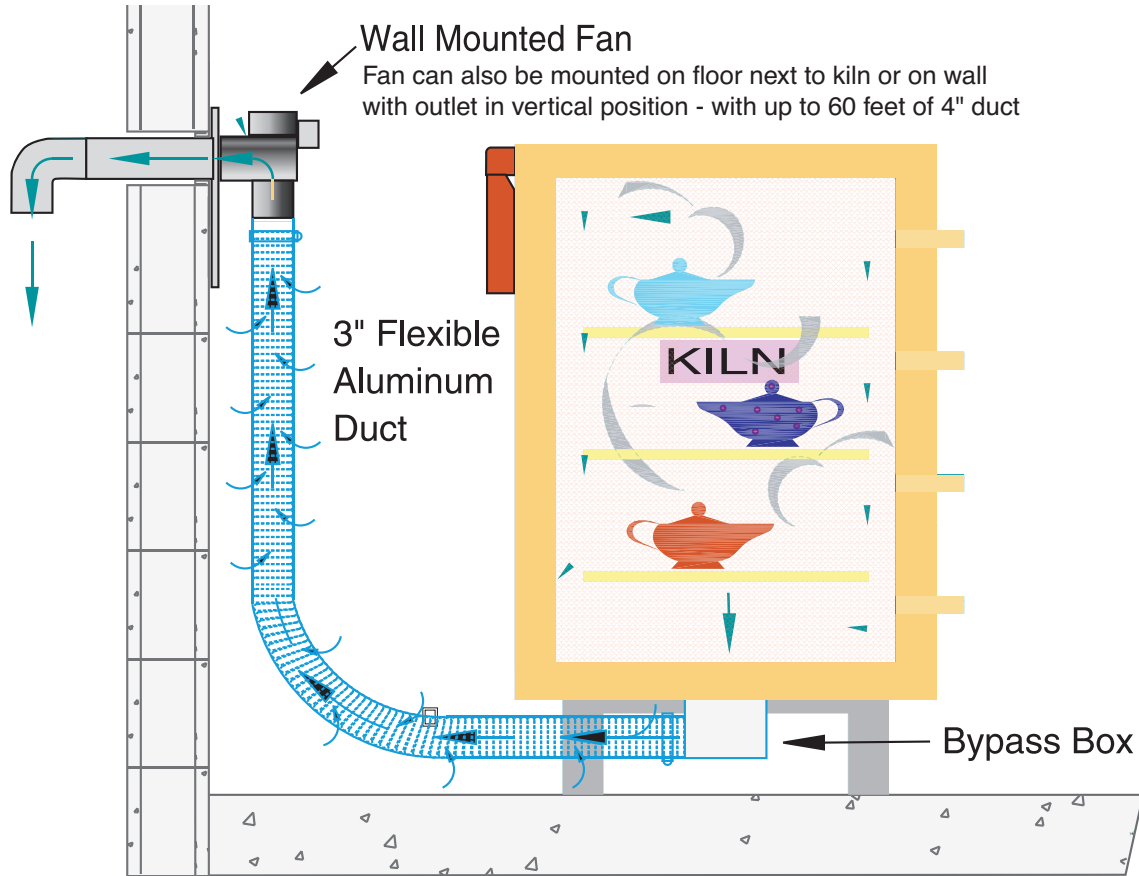 Wall Mounted Fan
Fan can also be mounted on floor next to kiln or on wall
with outlet in vertical position - with up to 60 feet of 4" duct
3" Flexible
Aluminum
Duct
KILN
Bypass Box